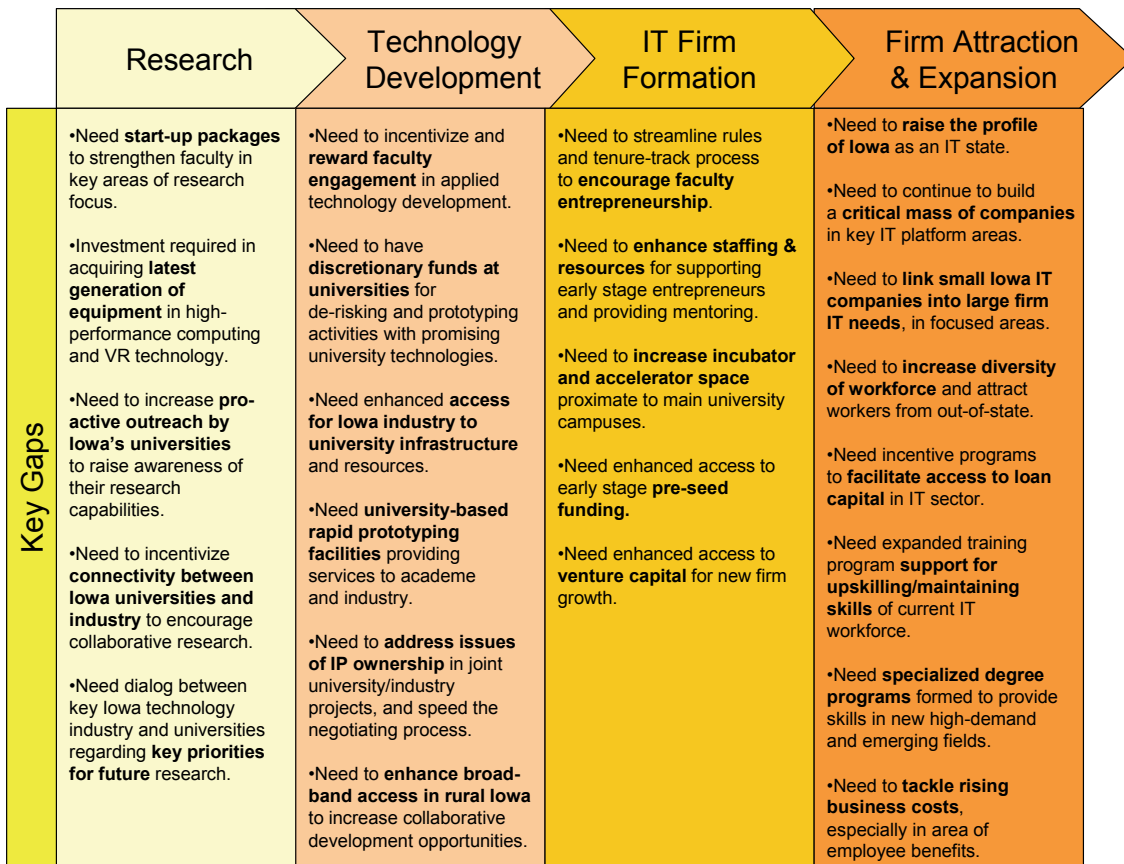 Research
Technology
Development
IT Firm
Formation
Firm Attraction
& Expansion
Key Gaps
•Need start-up packages
to strengthen faculty in
key areas of research
focus.
•Investment required in
acquiring latest
generation of
equipment in high-
performance computing
and VR technology.
•Need to increase pro-
active outreach by
Iowa's universities
to raise awareness of
their research
capabilities.
•Need to incentivize
connectivity between
Iowa universities and
industry to encourage
collaborative research.
•Need dialog between
key Iowa technology
industry and universities
regarding key priorities
for future research.
•Need to incentivize and
reward faculty
engagement in applied
technology development.
•Need to have
discretionary funds at
universities for
de-risking and prototyping
activities with promising
university technologies.
•Need enhanced access
for Iowa industry to
university infrastructure
and resources.
•Need university-based
rapid prototyping
facilities providing
services to academe
and industry.
•Need to address issues
of IP ownership in joint
university/industry
projects, and speed the
negotiating process.
•Need to enhance broad-
band access in rural Iowa
to increase collaborative
development opportunities.
•Need to streamline rules
and tenure-track process
to encourage faculty
entrepreneurship.
•Need to enhance staffing &
resources for supporting
early stage entrepreneurs
and providing mentoring.
•Need to increase incubator
and accelerator space
proximate to main university
campuses.
•Need enhanced access to
early stage pre-seed
funding.
•Need enhanced access to
venture capital for new firm
growth.
•Need to raise the profile
of Iowa as an IT state.
•Need to continue to build
a critical mass of companies
in key IT platform areas.
•Need to link small Iowa IT
companies into large firm
IT needs, in focused areas.
•Need to increase diversity
of workforce and attract
workers from out-of-state.
•Need incentive programs
to facilitate access to loan
capital in IT sector.
•Need expanded training
program support for
upskilling/maintaining
skills of current IT
workforce.
•Need specialized degree
programs formed to provide
skills in new high-demand
and emerging fields.
•Need to tackle rising
business costs,
especially in area of
employee benefits.